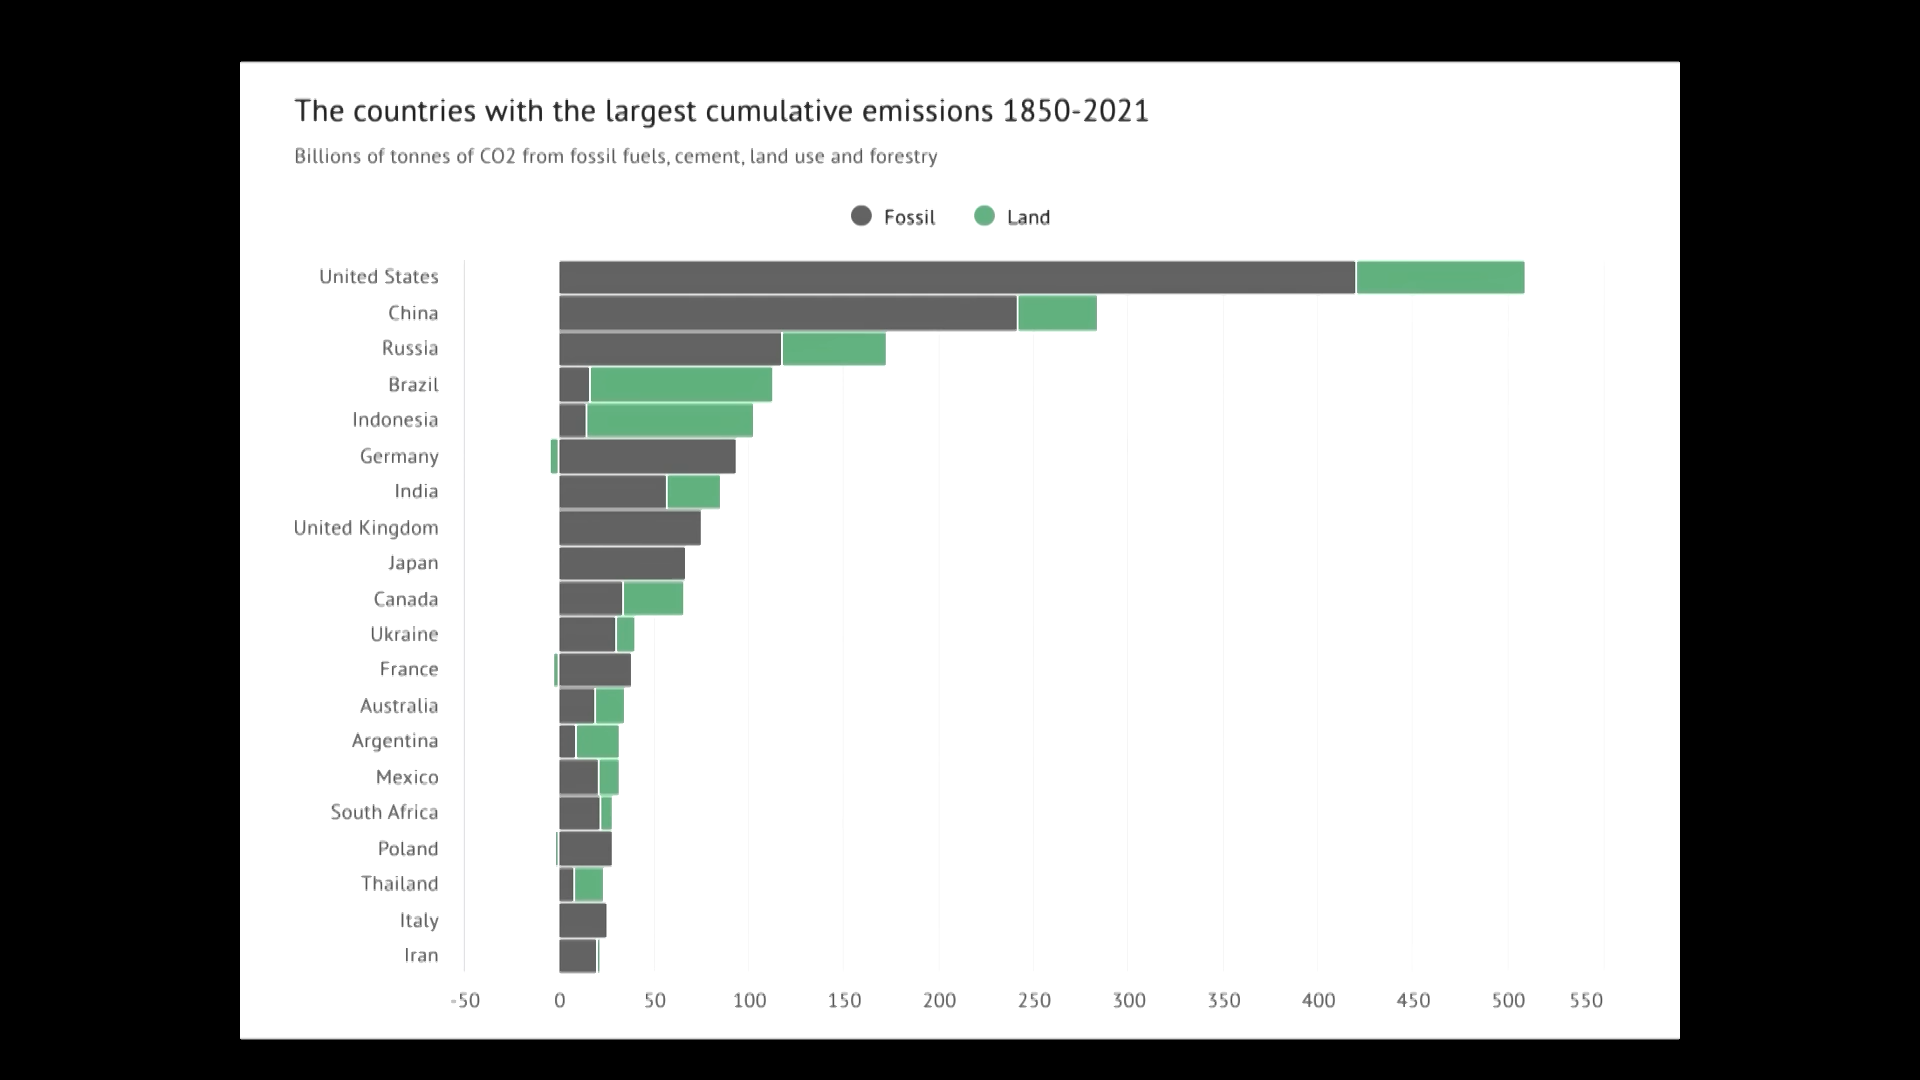 The countries with the largest cumulative emissions 1850-2021
Billions of tonnes of CO2 from fossil fuels, cement, land use and forestry
Fossil Land
United States
China
Russia
Brazil
Indonesia
Germany
India
United Kingdom
Japan
Canada
Ukraine
France
Australia
Argentina
Mexico
South Africa
Poland
Thailand
Italy
Iran
-50 0 50 100 150 200 250 300 350 400 450 500 550